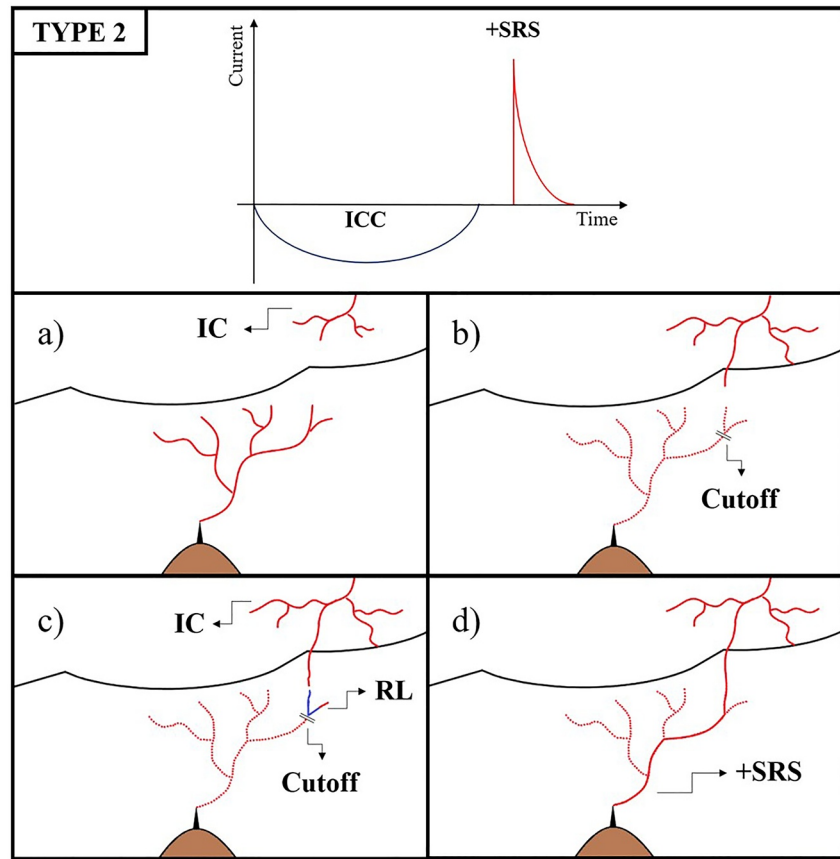 TYPE 2
+SRS
Current
ICC
Time
a)
IC
b)
Cutoff
c)
IC
RL
Cutoff
d)
+SRS